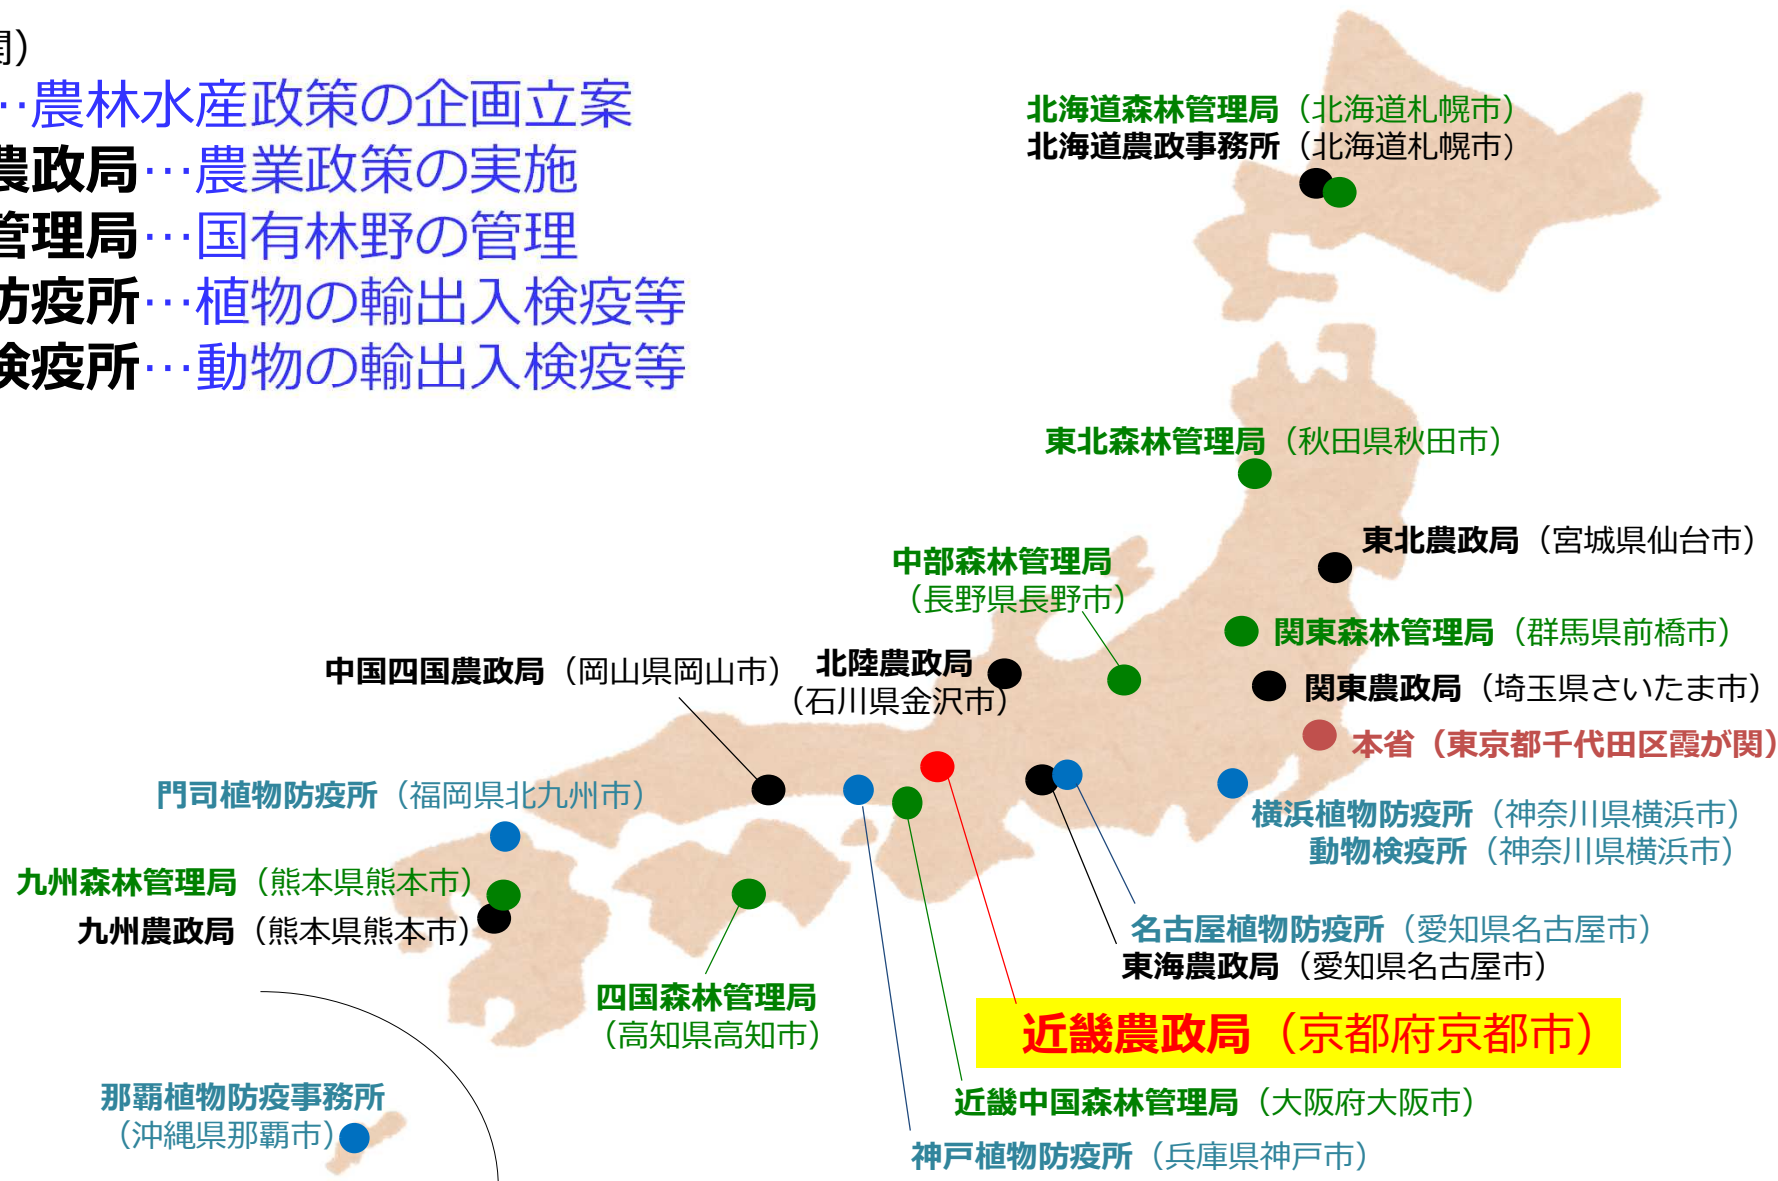 関）
…農林水産政策の企画立案
農政局…農業政策の実施
管理局…国有林野の管理
防疫所…植物の輸出入検疫等
検疫所…動物の輸出入検疫等
北海道森林管理局（北海道札幌市）
北海道農政事務所（北海道札幌市）
東北森林管理局（秋田県秋田市）
東北農政局（宮城県仙台市）
中部森林管理局
（長野県長野市）
関東森林管理局（群馬県前橋市）
中国四国農政局（岡山県岡山市）
北陸農政局
（石川県金沢市）
関東農政局（埼玉県さいたま市）
本省（東京都千代田区霞が関）
門司植物防疫所（福岡県北九州市）
横浜植物防疫所（神奈川県横浜市）
動物検疫所（神奈川県横浜市）
九州森林管理局（熊本県熊本市）
九州農政局（熊本県熊本市）
名古屋植物防疫所（愛知県名古屋市）
東海農政局（愛知県名古屋市）
四国森林管理局
（高知県高知市）
近畿農政局（京都府京都市）
近畿中国森林管理局（大阪府大阪市）
那覇植物防疫事務所
（沖縄県那覇市）
神戸植物防疫所（兵庫県神戸市）